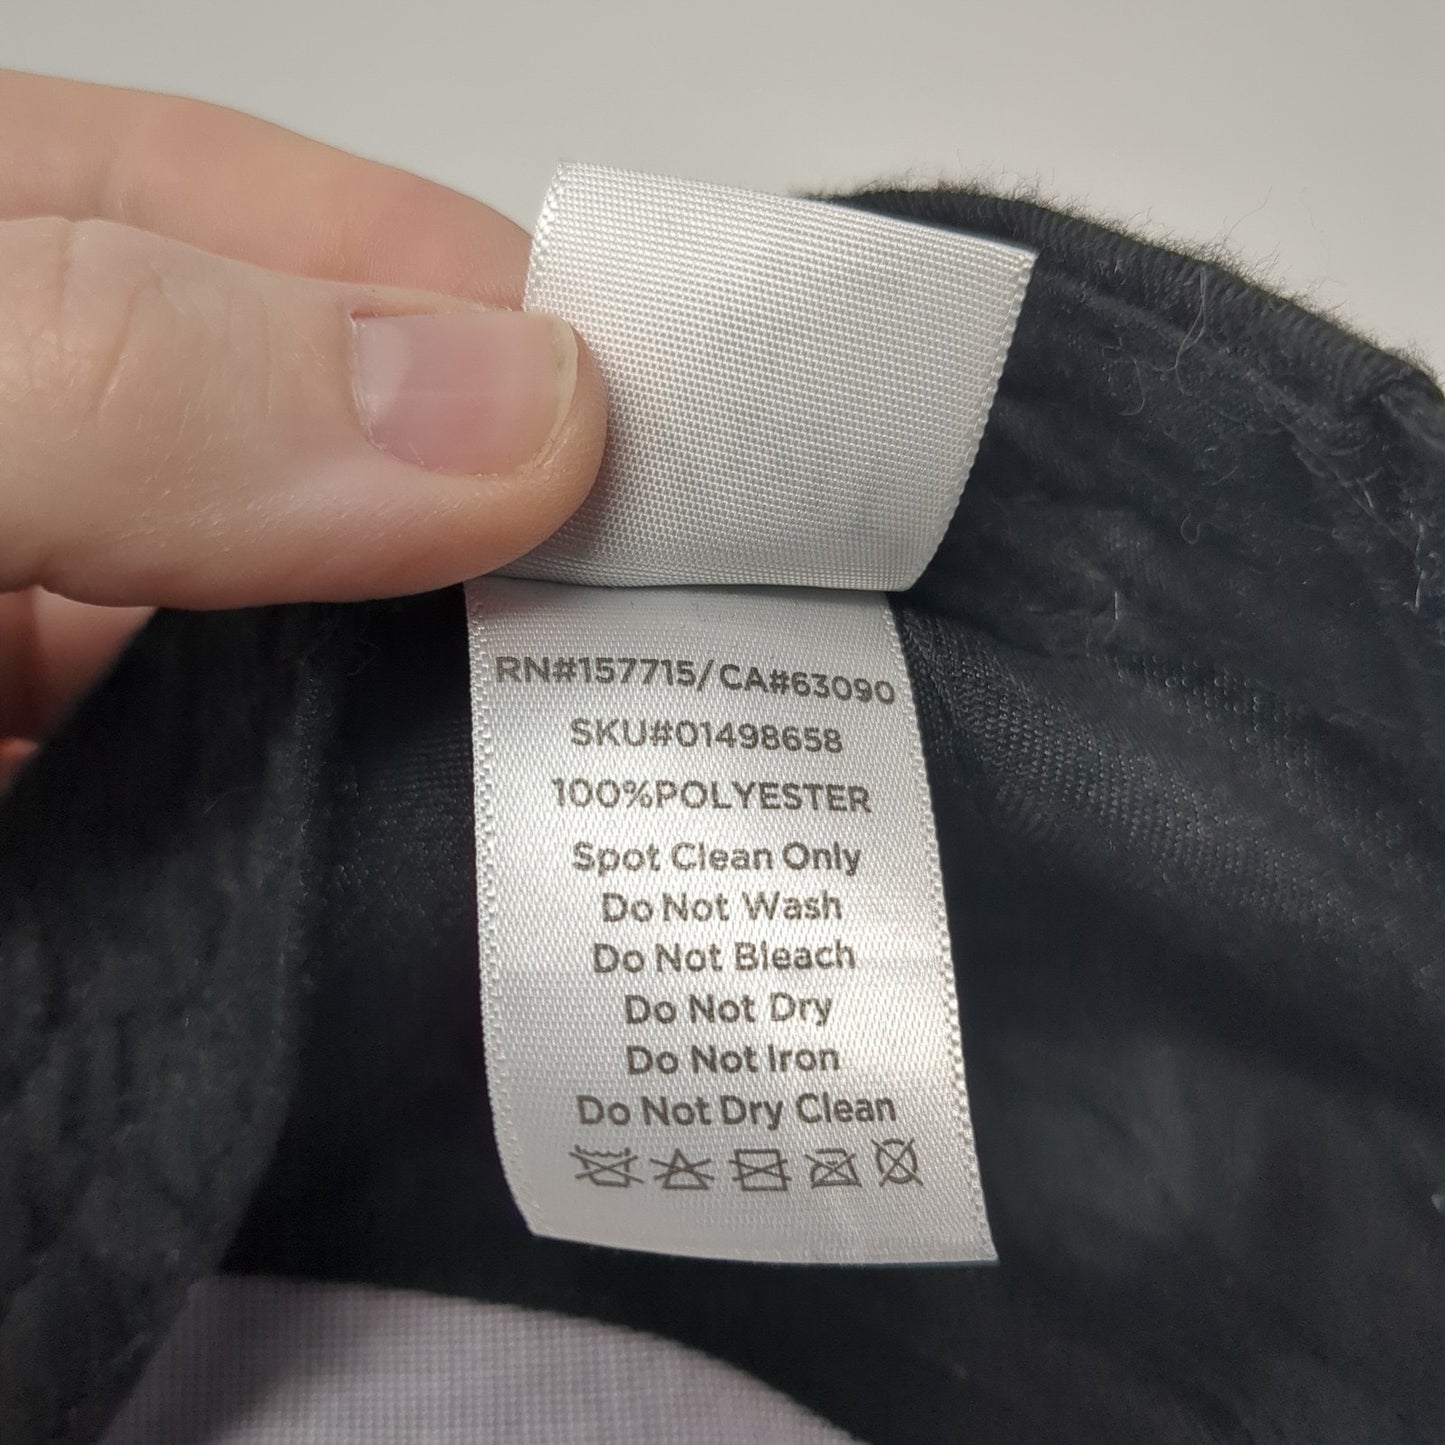 RN#157715/CA#63090
SKU#01498658
100%POLYESTER
Spot Clean Only
Do Not Wash
Do Not Bleach
Do Not Dry
Do Not Iron
Do Not Dry Clean